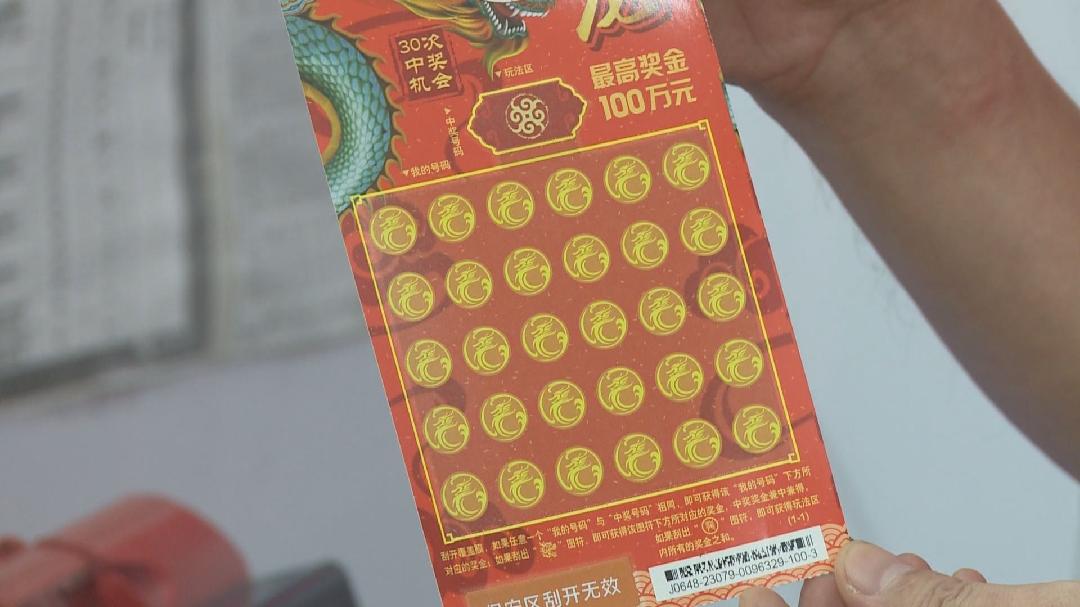 30次
中奖
机会
▼玩法区
最高奖金
100万元
▼中奖号码
▼我的号码
刮开覆盖膜，如果任意一个“我的号码”与“中奖号码”相同，即可获得该“我的号码”下方所
对应的奖金；如果刮出“ ”图符，即可获得该图符下方所对应的奖金，中奖奖金兼中兼得。
如果刮出“ ”图符，即可获得玩法区
内所有的奖金之和。
(1-1)
保安区刮开无效
J0648-23079-0096329-100-3